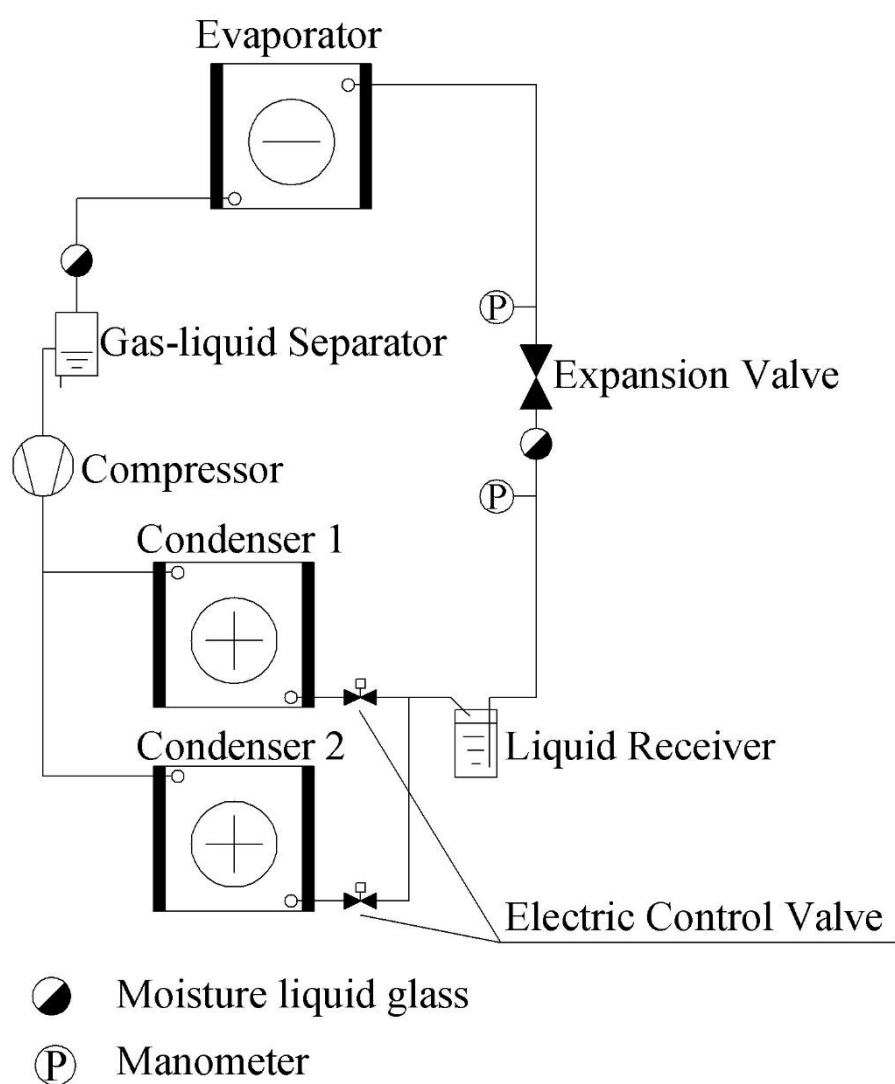 Evaporator
Gas-liquid Separator
P
Expansion Valve
Compressor
P
Condenser 1
Condenser 2
Liquid Receiver
Electric Control Valve
Moisture liquid glass
P Manometer